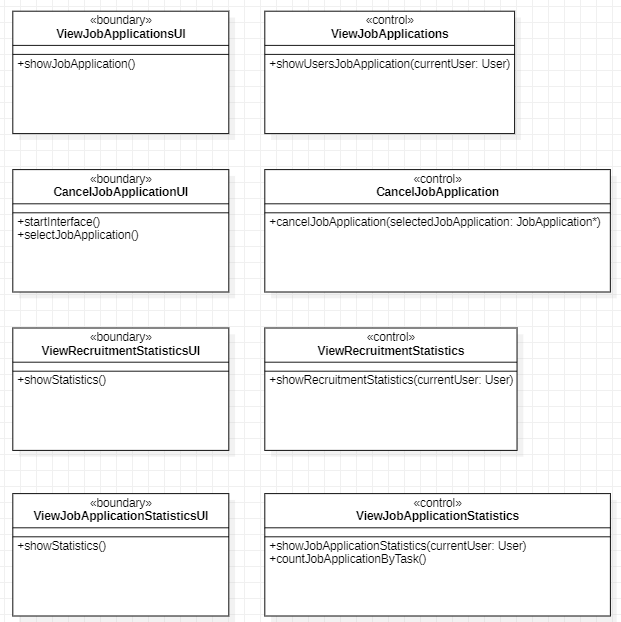 «boundary»
ViewJobApplicationsUI
+showJobApplication()
«control»
ViewJobApplications
+showUsersJobApplication(currentUser: User)
«boundary»
CancelJobApplicationUI
+startInterface()
+selectJobApplication()
«control»
CancelJobApplication
+cancelJobApplication(selectedJobApplication: JobApplication*)
«boundary»
ViewRecruitmentStatisticsUI
+showStatistics()
«control»
ViewRecruitmentStatistics
+showRecruitmentStatistics(currentUser: User)
«boundary»
ViewJobApplicationStatisticsUI
+showStatistics()
«control»
ViewJobApplicationStatistics
+showJobApplicationStatistics(currentUser: User)
+countJobApplicationByTask()